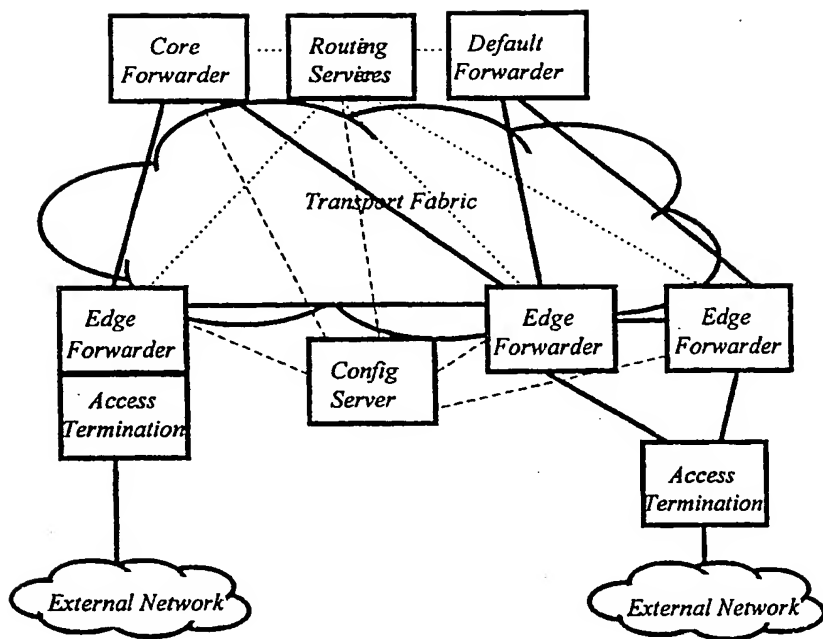 Core
Forwarder
Routing
Services
Default
Forwarder
Transport Fabric
Edge
Forwarder
Edge
Forwarder
Edge
Forwarder
Config
Server
Access
Termination
Access
Termination
External Network
External Network